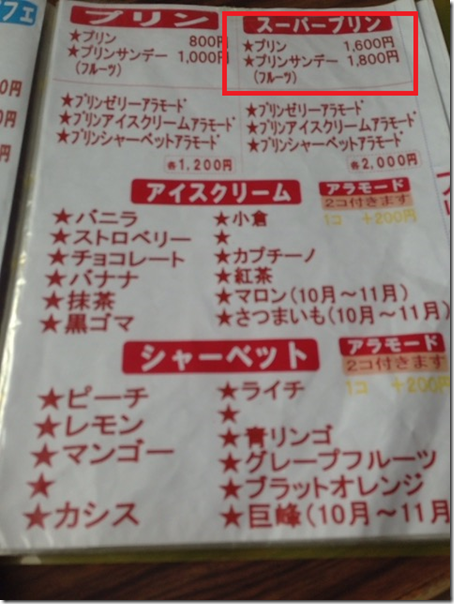 フェ
プリン
★プリン 800円
★プリンサンデー 1,000円
(フルーツ)
★プリンゼリーアラモード
★プリンアイスクリームアラモード
★プリンシャーベットアラモード
各1,200円
スーパープリン
★プリン 1,600円
★プリンサンデー 1,800円
(フルーツ)
★プリンゼリーアラモード
★プリンアイスクリームアラモード
★プリンシャーベットアラモード
各2,000円
アイスクリーム
アラモード
2コ付きます
1コ +200円
★バニラ
★ストロベリー
★チョコレート
★バナナ
★抹茶
★黒ゴマ
★小倉
★
★カプチーノ
★紅茶
★マロン(10月～11月)
★さつまいも(10月～11月)
シャーベット
アラモード
2コ付きます
1コ +200円
★ピーチ
★レモン
★マンゴー
★
★カシス
★ライチ
★
★青リンゴ
★グレープフルーツ
★ブラットオレンジ
★巨峰(10月～11月)